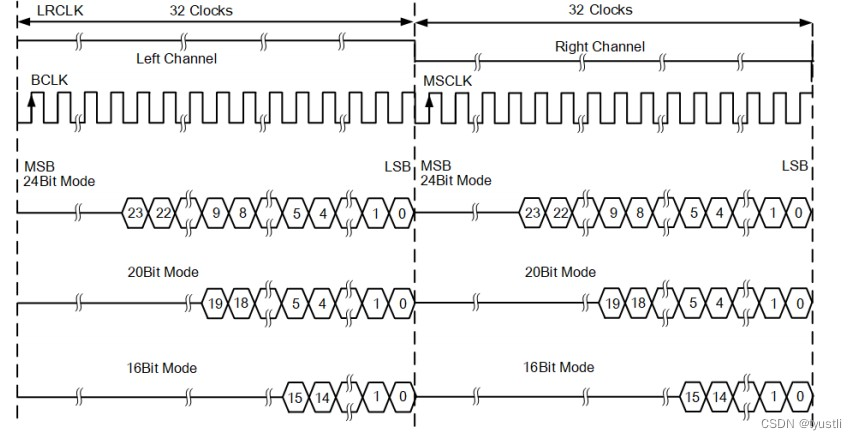 LRCLK 32 Clocks 32 Clocks
Left Channel Right Channel
BCLK MSCLK
MSB LSB MSB LSB
24Bit Mode 24Bit Mode
23 22 9 8 5 4 1 0 23 22 9 8 5 4 1 0
20Bit Mode 20Bit Mode
19 18 5 4 1 0 19 18 5 4 1 0
16Bit Mode 16Bit Mode
15 14 1 0 15 14 1 0